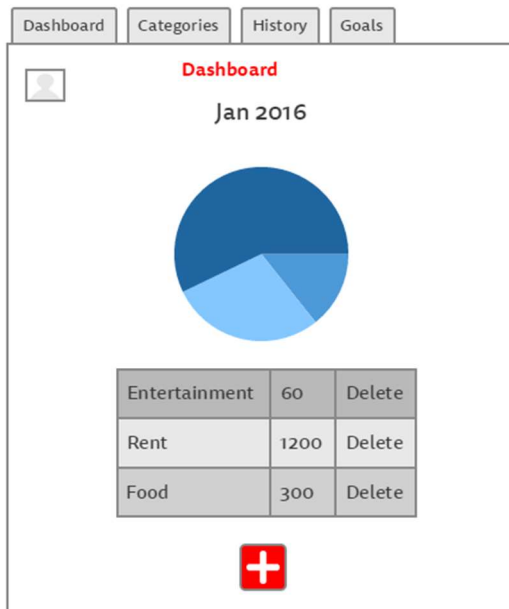 Dashboard Categories History Goals
Dashboard
Jan 2016
Entertainment 60 Delete
Rent 1200 Delete
Food 300 Delete